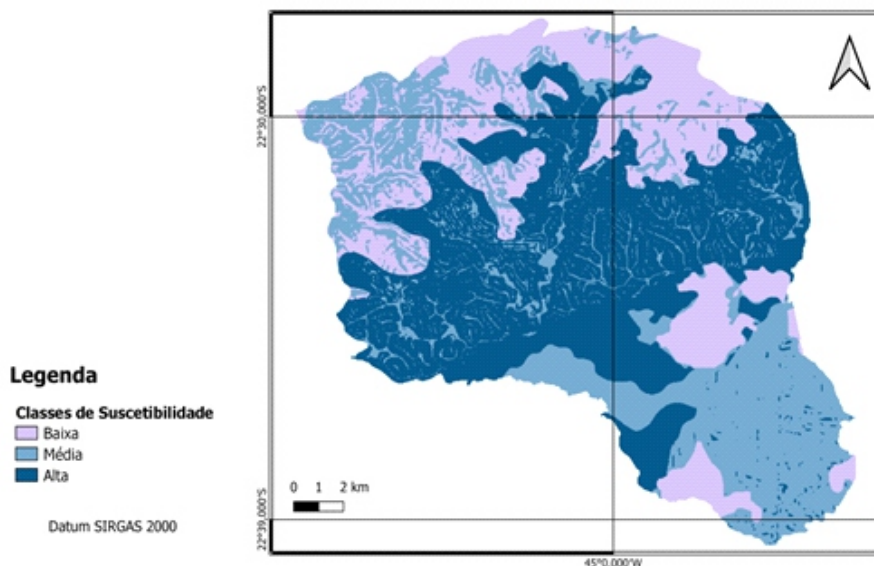 22°30,000'S
Legenda
Classes de Suscetibilidade
Baixa
Média
Alta
0 1 2 km
Datum SIRGAS 2000
22°39,000'S
45°0,000'W